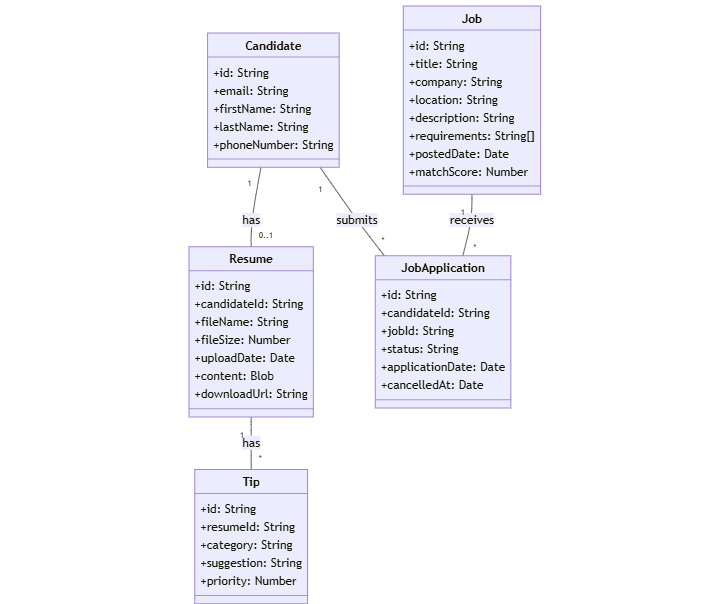 Candidate
+id: String
+email: String
+firstName: String
+lastName: String
+phoneNumber: String
Job
+id: String
+title: String
+company: String
+location: String
+description: String
+requirements: String[]
+postedDate: Date
+matchScore: Number
1
has
0..1
1
submits
*
1
receives
*
Resume
+id: String
+candidateId: String
+fileName: String
+fileSize: Number
+uploadDate: Date
+content: Blob
+downloadUrl: String
JobApplication
+id: String
+candidateId: String
+jobId: String
+status: String
+applicationDate: Date
+cancelledAt: Date
1
has
*
Tip
+id: String
+resumeId: String
+category: String
+suggestion: String
+priority: Number